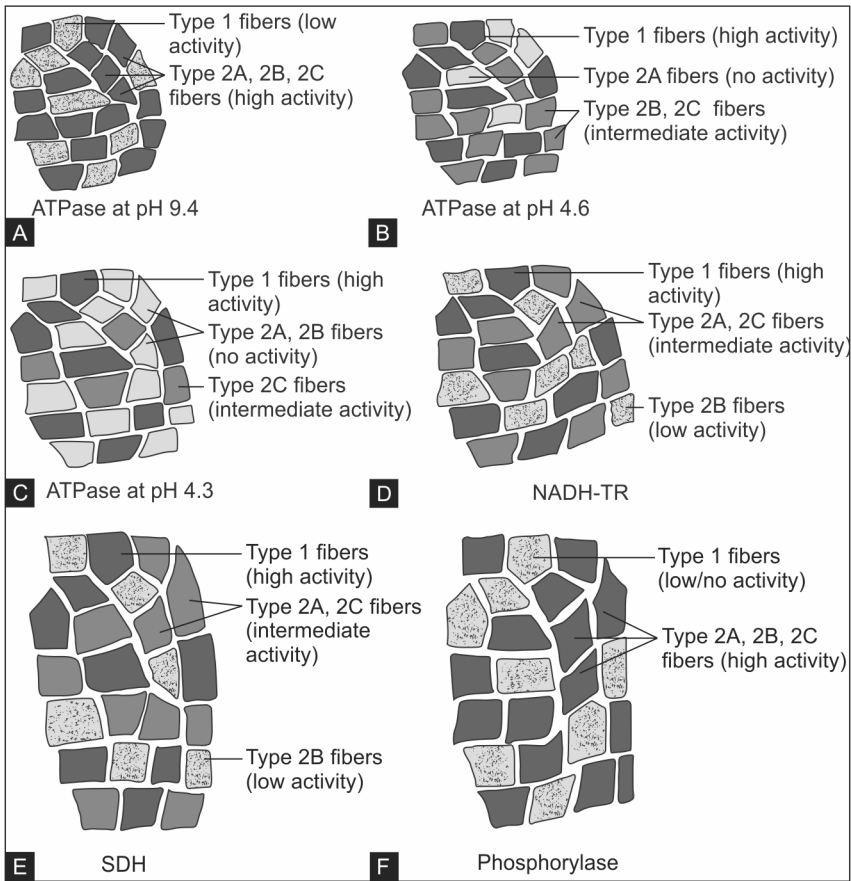 Type 1 fibers (low
activity)
Type 2A, 2B, 2C
fibers (high activity)
ATPase at pH 9.4
A
Type 1 fibers (high activity)
Type 2A fibers (no activity)
Type 2B, 2C fibers
(intermediate activity)
ATPase at pH 4.6
B
Type 1 fibers (high
activity)
Type 2A, 2B fibers
(no activity)
Type 2C fibers
(intermediate activity)
C
ATPase at pH 4.3
Type 1 fibers (high
activity)
Type 2A, 2C fibers
(intermediate activity)
Type 2B fibers
(low activity)
D
NADH-TR
Type 1 fibers
(high activity)
Type 2A, 2C fibers
(intermediate
activity)
Type 2B fibers
(low activity)
E
SDH
Type 1 fibers
(low/no activity)
Type 2A, 2B, 2C
fibers (high activity)
F
Phosphorylase